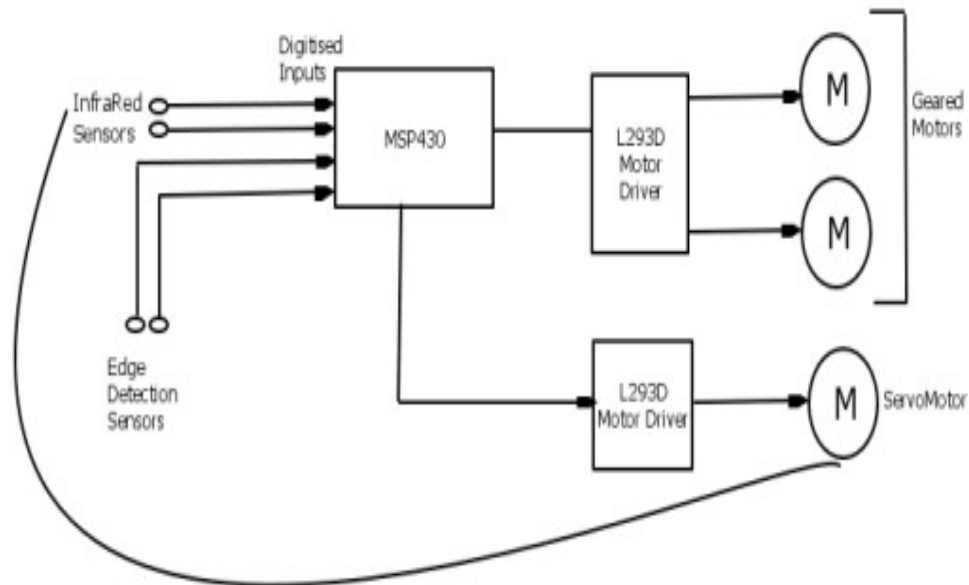 Digitised
Inputs
InfraRed
Sensors
MSP430
L293D
Motor
Driver
M
M
Geared
Motors
Edge
Detection
Sensors
L293D
Motor Driver
M
ServoMotor